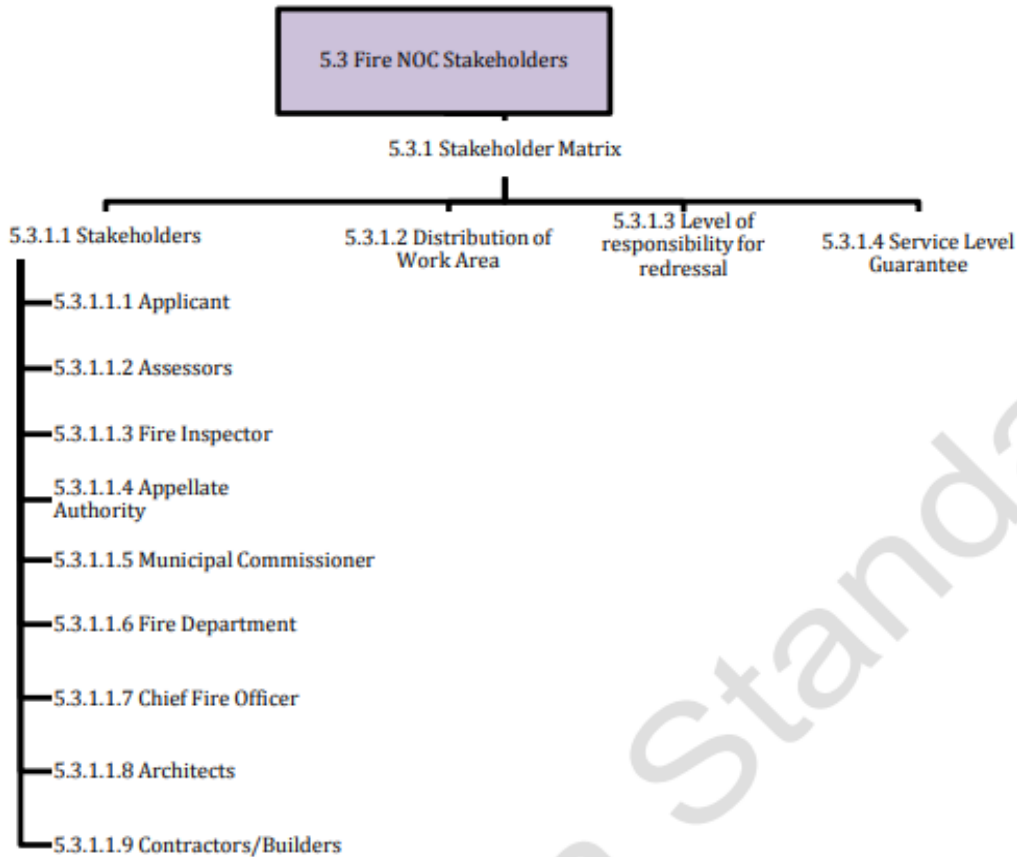 5.3 Fire NOC Stakeholders
5.3.1 Stakeholder Matrix
5.3.1.1 Stakeholders
5.3.1.2 Distribution of
Work Area
5.3.1.3 Level of
responsibility for
redressal
5.3.1.4 Service Level
Guarantee
5.3.1.1.1 Applicant
5.3.1.1.2 Assessors
5.3.1.1.3 Fire Inspector
5.3.1.1.4 Appellate
Authority
5.3.1.1.5 Municipal Commissioner
5.3.1.1.6 Fire Department
5.3.1.1.7 Chief Fire Officer
5.3.1.1.8 Architects
5.3.1.1.9 Contractors/Builders